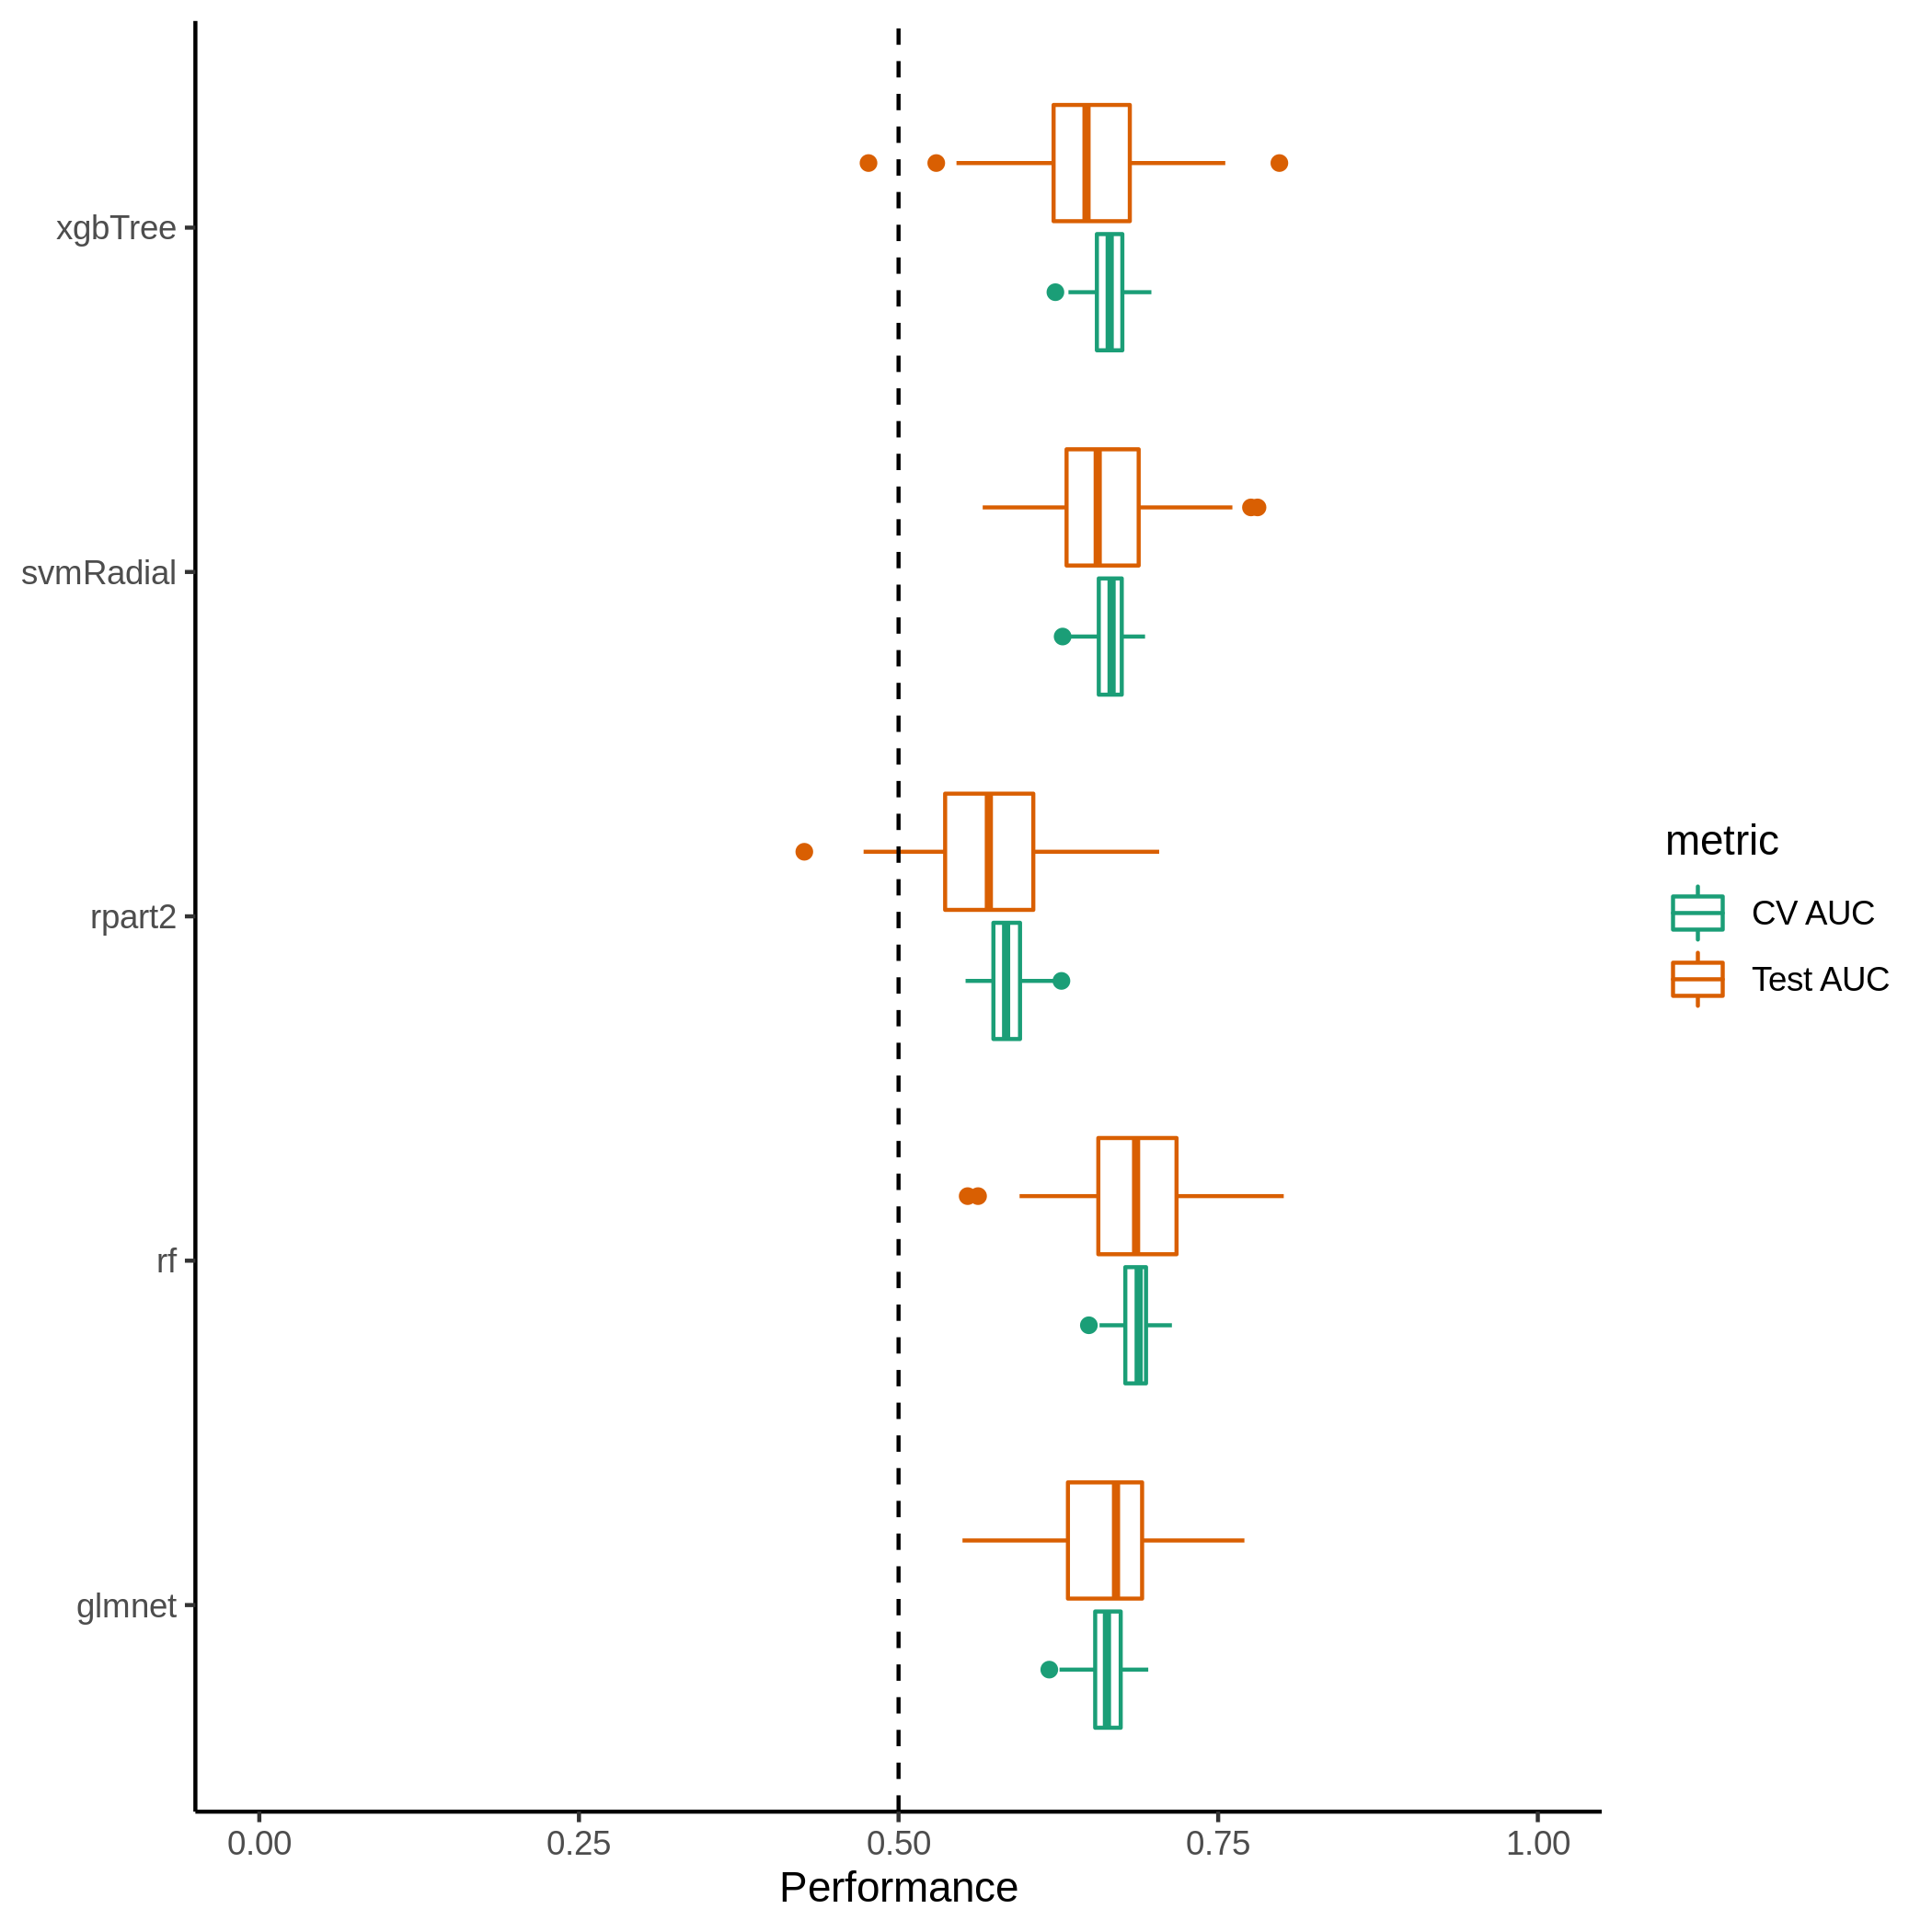 xgbTree
svmRadial
rpart2
rf
glmnet
0.00 0.25 0.50 0.75 1.00
Performance
metric
CV AUC
Test AUC